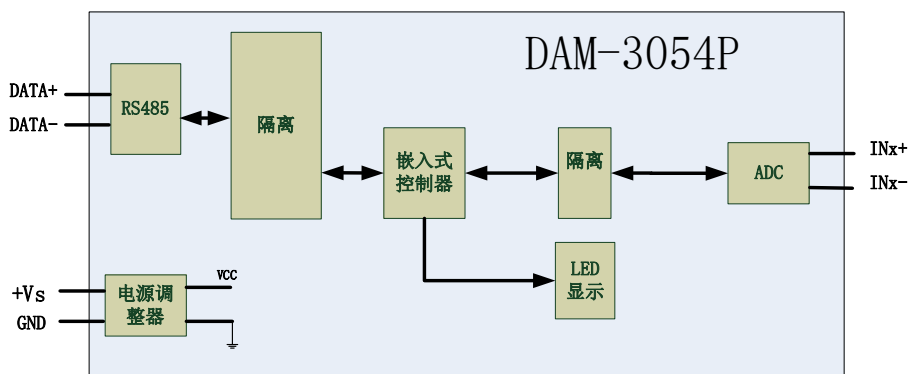 DAM-3054P
DATA+
DATA-
RS485
隔离
嵌入式
控制器
隔离
ADC
INx+
INx-
LED
显示
+Vs
GND
电源调
整器
VCC